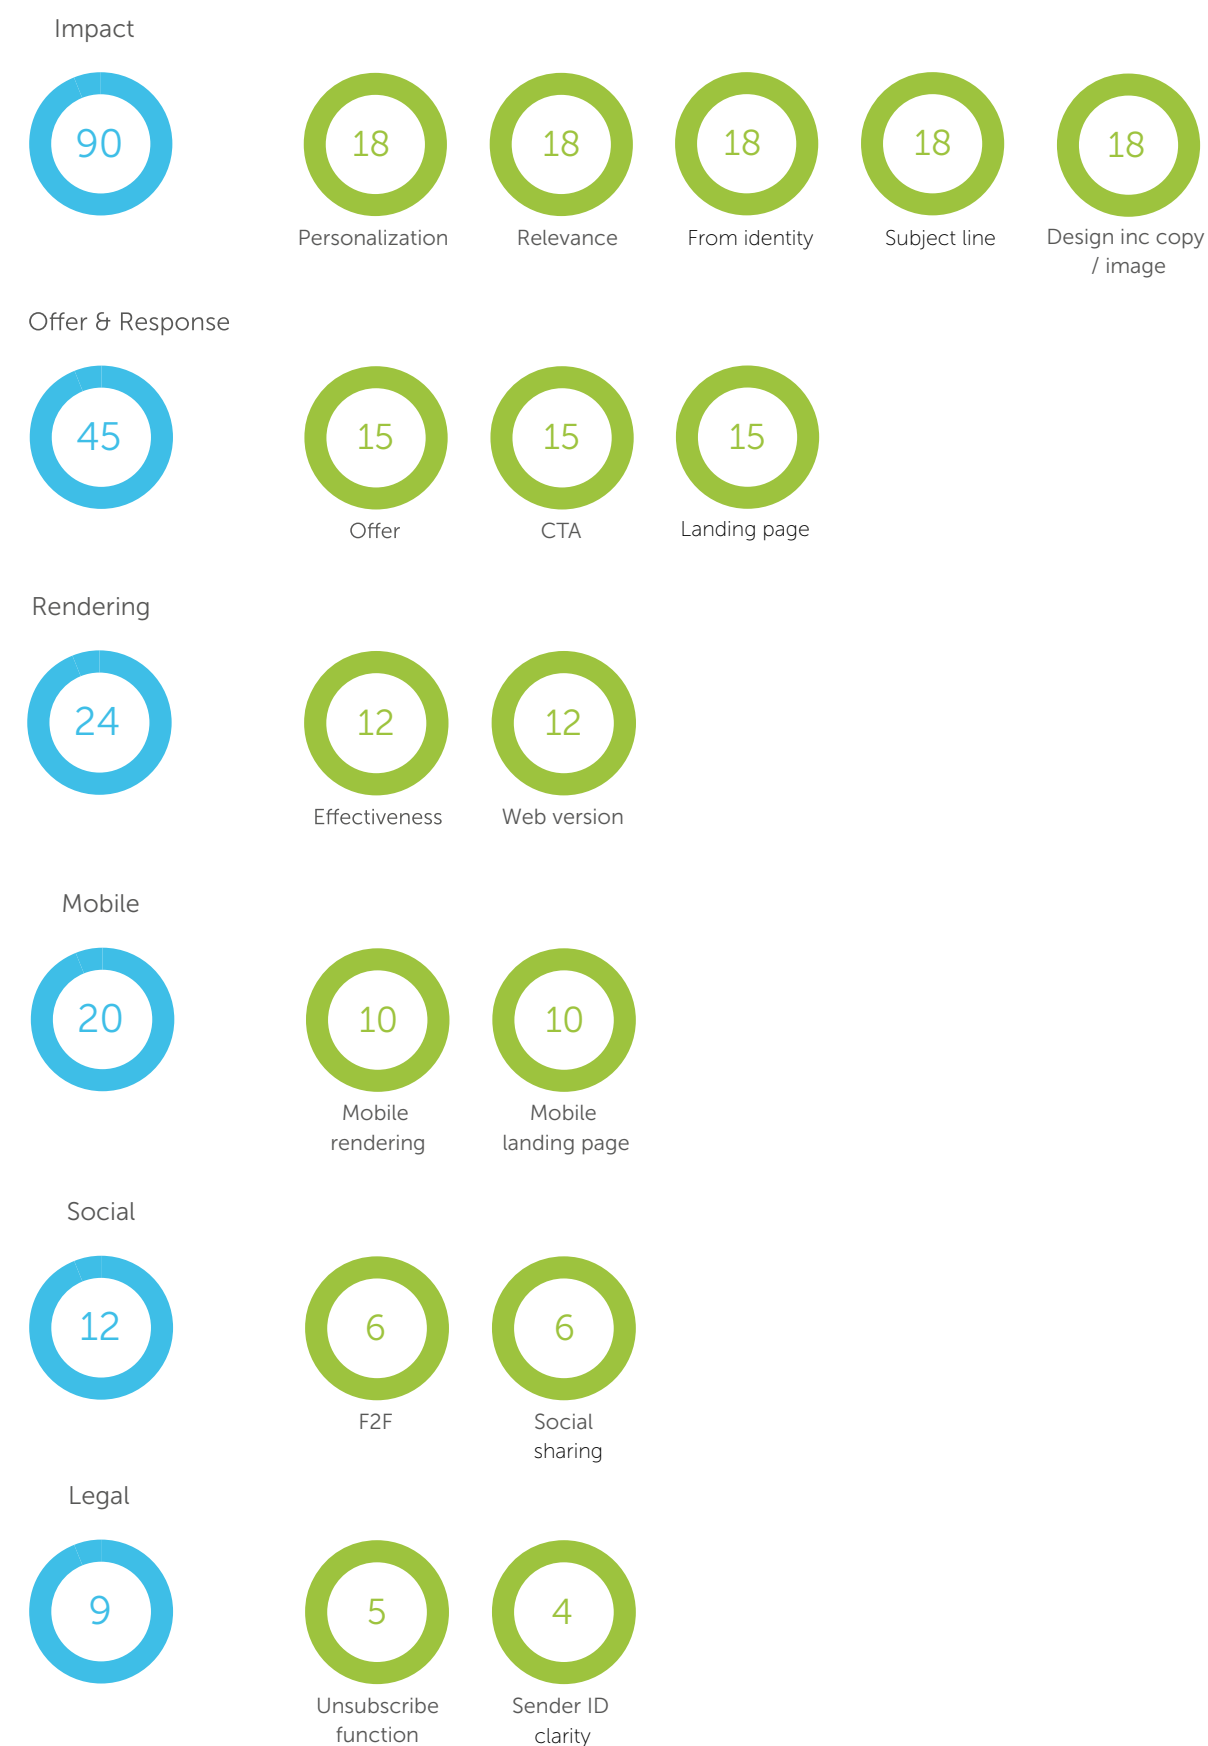 Impact
90
18
18
18
18
18
Personalization
Relevance
From identity
Subject line
Design inc copy
/ image
Offer & Response
45
15
15
15
Offer
CTA
Landing page
Rendering
24
12
12
Effectiveness
Web version
Mobile
20
10
10
Mobile
rendering
Mobile
landing page
Social
12
6
6
F2F
Social
sharing
Legal
9
5
4
Unsubscribe
function
Sender ID
clarity